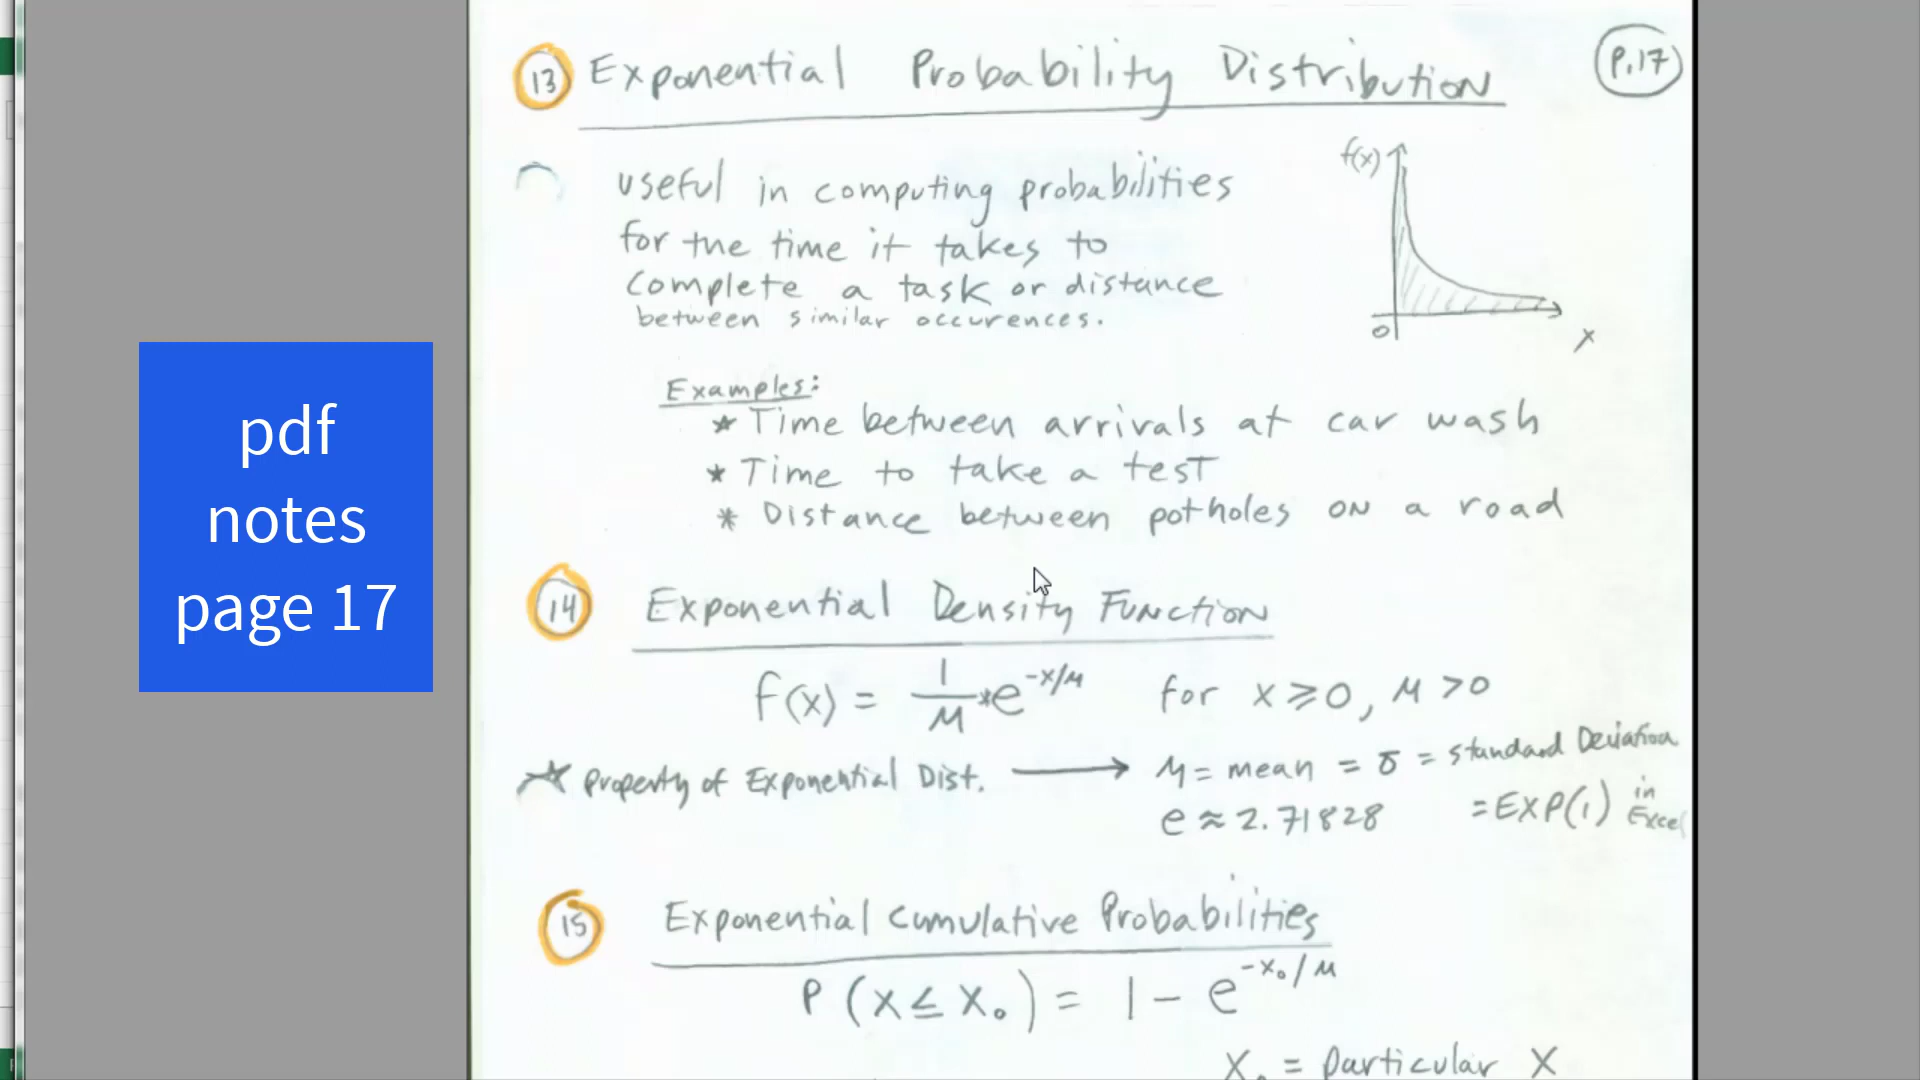 13 Exponential Probability Distribution P.17
useful in computing probabilities
for the time it takes to
complete a task or distance
between similar occurences.
f(x)
0
x
Examples:
* Time between arrivals at car wash
* Time to take a test
* Distance between potholes on a road
pdf
notes
page 17
14 Exponential Density Function
f(x) = 1/μ * e^-x/μ for x ≥ 0, μ > 0
* Property of Exponential Dist. → μ = mean = σ = standard Deviation
e ≈ 2.71828 = EXP(1) in Excel
15 Exponential Cumulative Probabilities
P (x ≤ x₀) = 1 - e^-x₀/μ
X₀ = Particular X